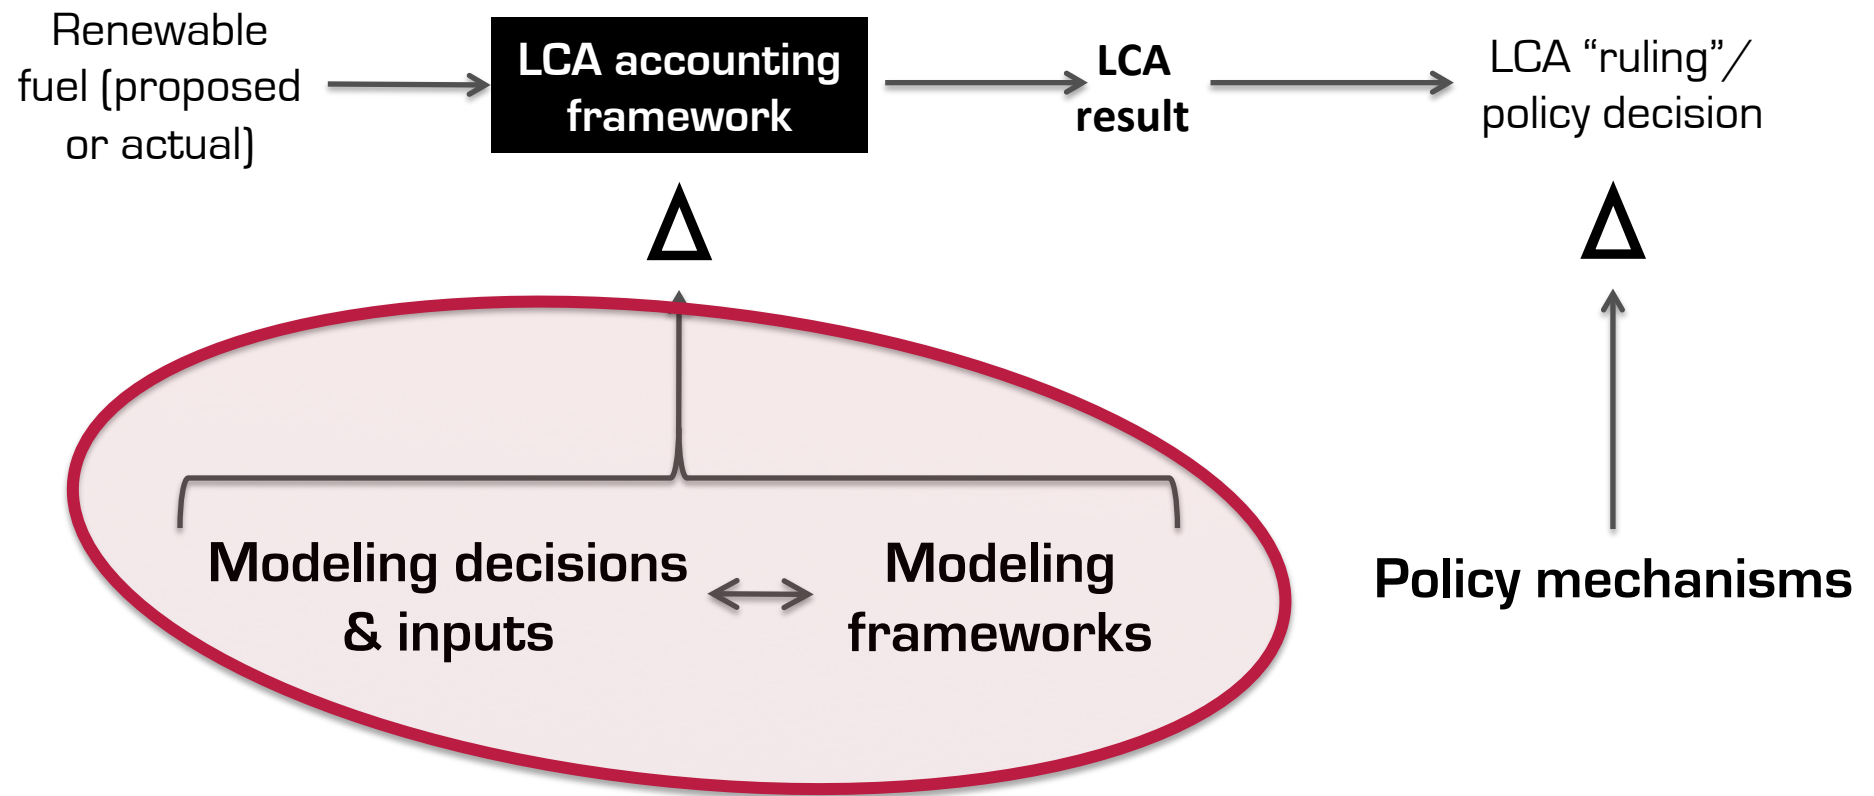 Renewable
fuel (proposed
or actual)
LCA accounting
framework
LCA
result
LCA “ruling”/
policy decision
Δ
Δ
Modeling decisions
& inputs
Modeling
frameworks
Policy mechanisms